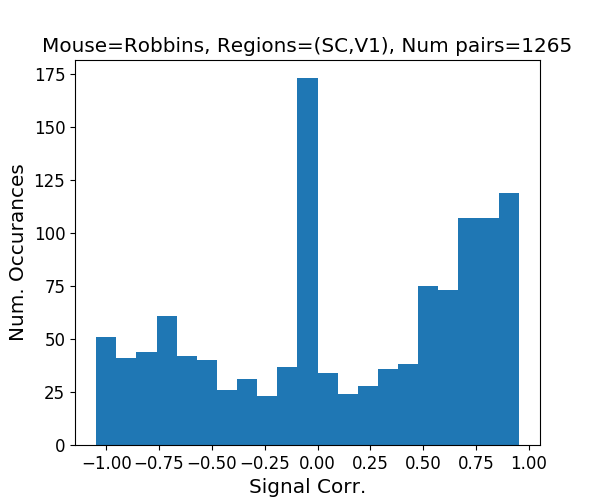 Mouse=Robbins, Regions=(SC,V1), Num pairs=1265
175
150
125
100
75
50
25
0
Num. Occurances
−1.00 −0.75 −0.50 −0.25 0.00 0.25 0.50 0.75 1.00
Signal Corr.